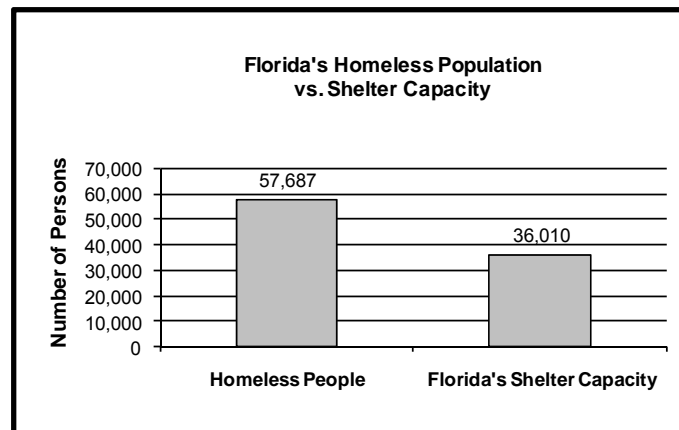 Florida's Homeless Population
vs. Shelter Capacity
Number of Persons
70,000
60,000
50,000
40,000
30,000
20,000
10,000
0
57,687
36,010
Homeless People
Florida's Shelter Capacity